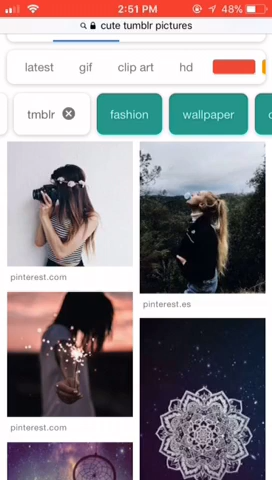 2:51 PM 48%
cute tumblr pictures
latest gif clip art hd
tmblr fashion wallpaper
pinterest.com
pinterest.es
pinterest.com